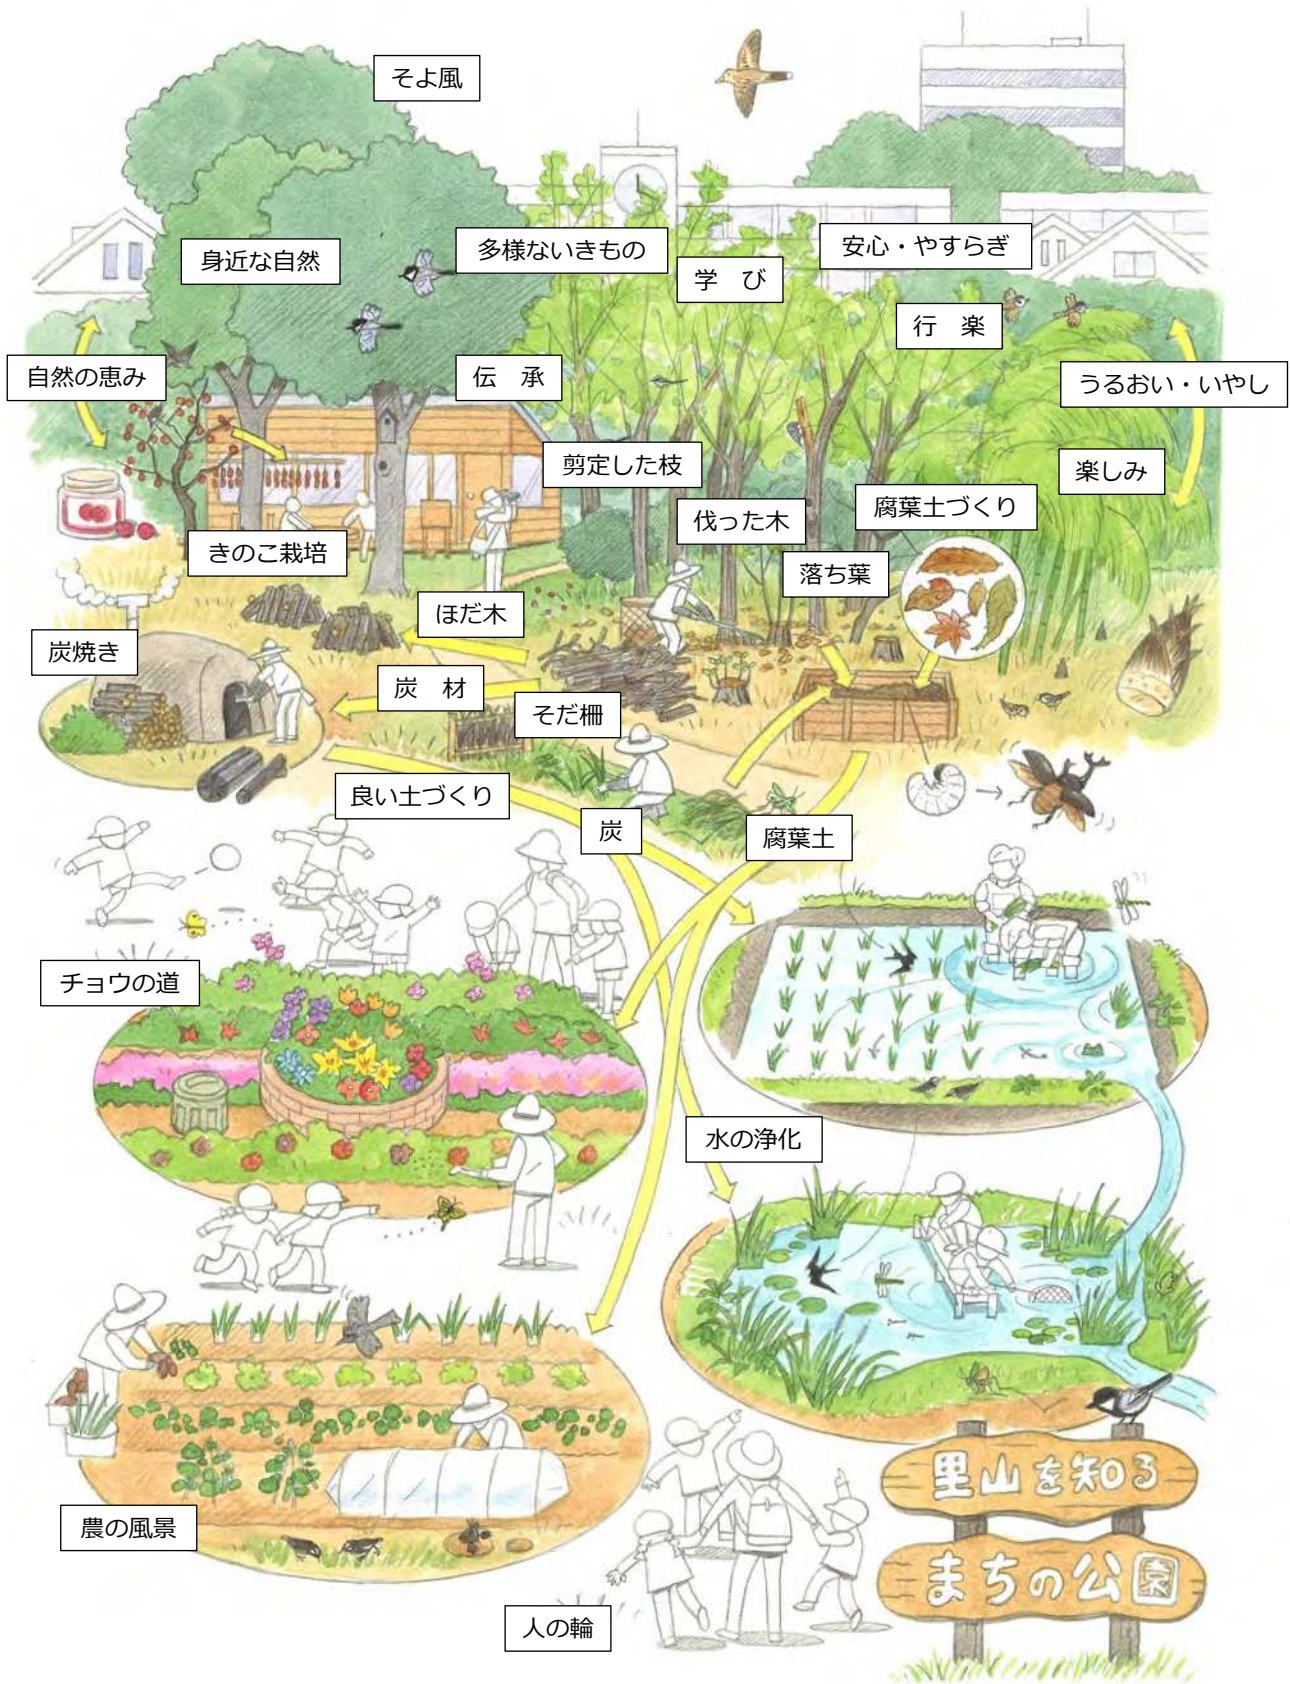 そよ風
身近な自然
多様ないきもの
安心・やすらぎ
学　び
行　楽
自然の恵み
伝　承
うるおい・いやし
剪定した枝
楽しみ
伐った木
腐葉土づくり
きのこ栽培
落ち葉
ほだ木
炭焼き
炭　材
そだ柵
良い土づくり
炭
腐葉土
チョウの道
水の浄化
農の風景
人の輪
里山を知る
まちの公園